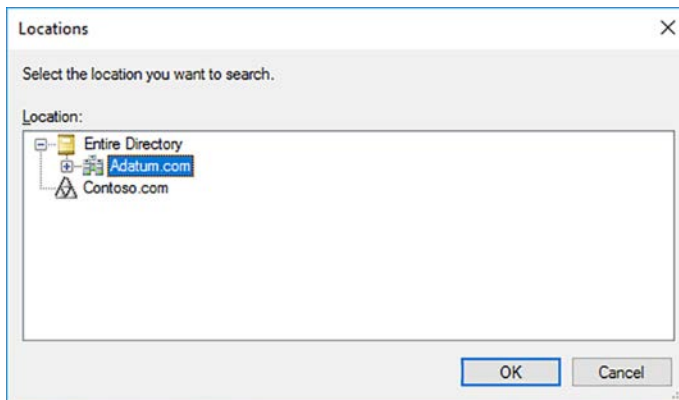 Locations
Select the location you want to search.
Location:
Entire Directory
Adatum.com
Contoso.com
OK
Cancel